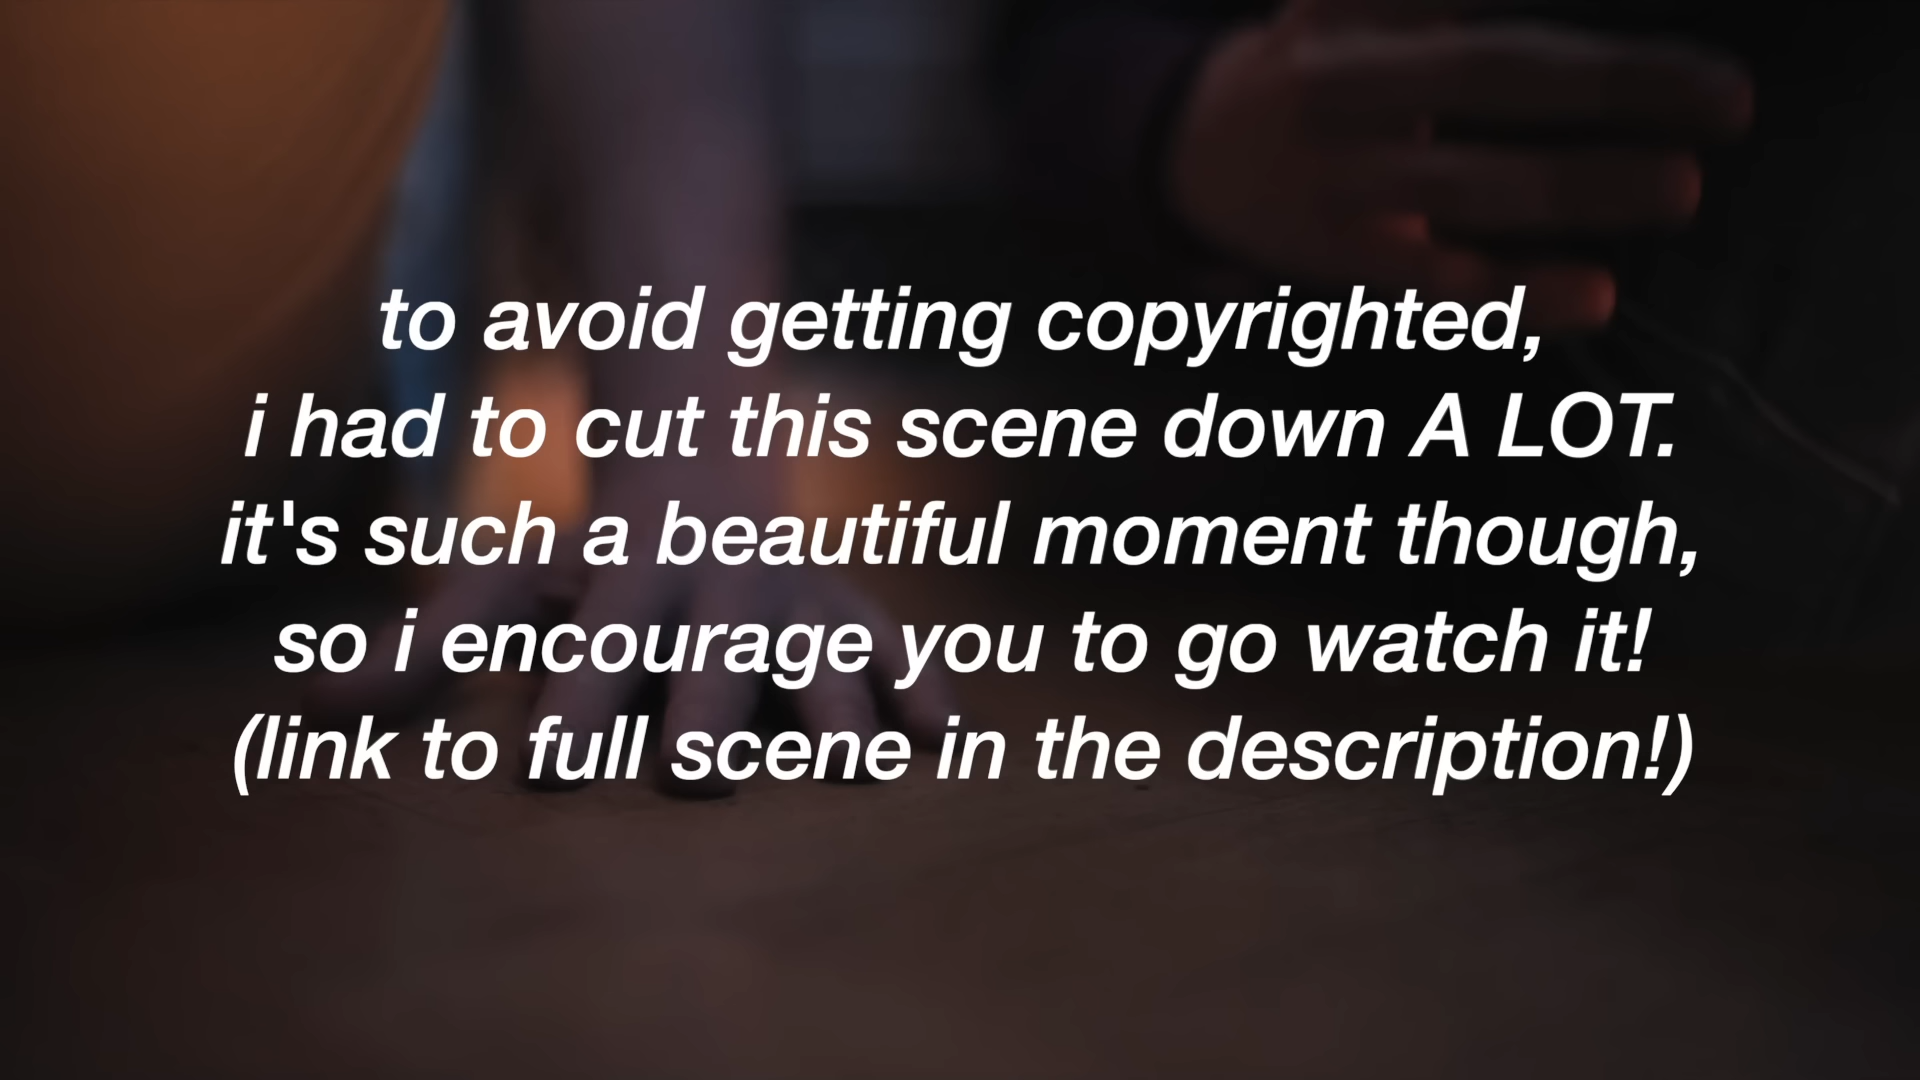 to avoid getting copyrighted,
i had to cut this scene down A LOT.
it's such a beautiful moment though,
so i encourage you to go watch it!
(link to full scene in the description!)